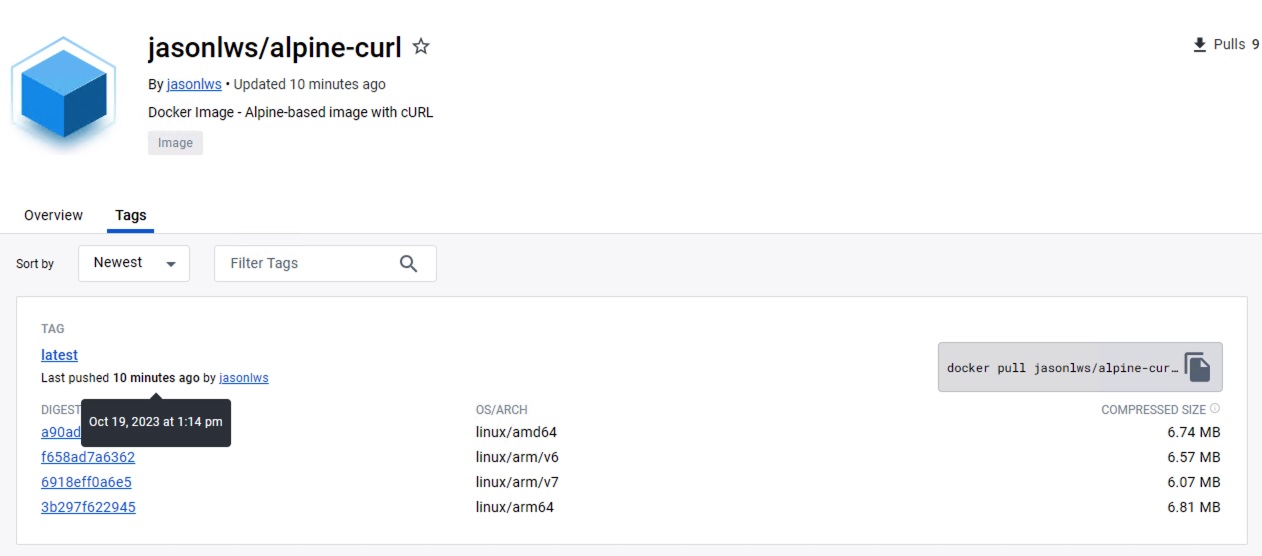 jasonlws/alpine-curl
Pulls 9
By jasonlws • Updated 10 minutes ago
Docker Image - Alpine-based image with cURL
Image
Overview Tags
Sort by Newest Filter Tags
TAG
latest
Last pushed 10 minutes ago by jasonlws
docker pull jasonlws/alpine-cur…
Oct 19, 2023 at 1:14 pm
DIGEST OS/ARCH COMPRESSED SIZE
a90ad linux/amd64 6.74 MB
f658ad7a6362 linux/arm/v6 6.57 MB
6918eff0a6e5 linux/arm/v7 6.07 MB
3b297f622945 linux/arm64 6.81 MB